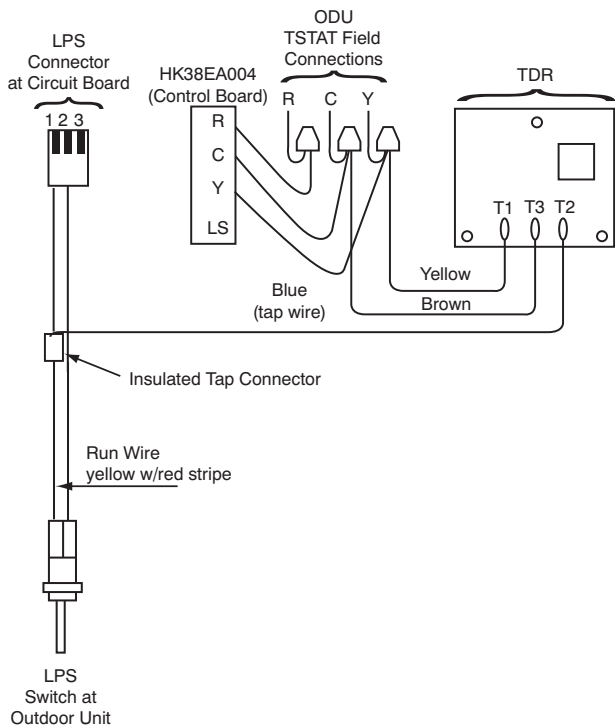 LPS
Connector
at Circuit Board
1 2 3
HK38EA004
(Control Board)
R
C
Y
LS
ODU
TSTAT Field
Connections
R C Y
TDR
T1 T3 T2
Yellow
Brown
Blue
(tap wire)
Insulated Tap Connector
Run Wire
yellow w/red stripe
LPS
Switch at
Outdoor Unit